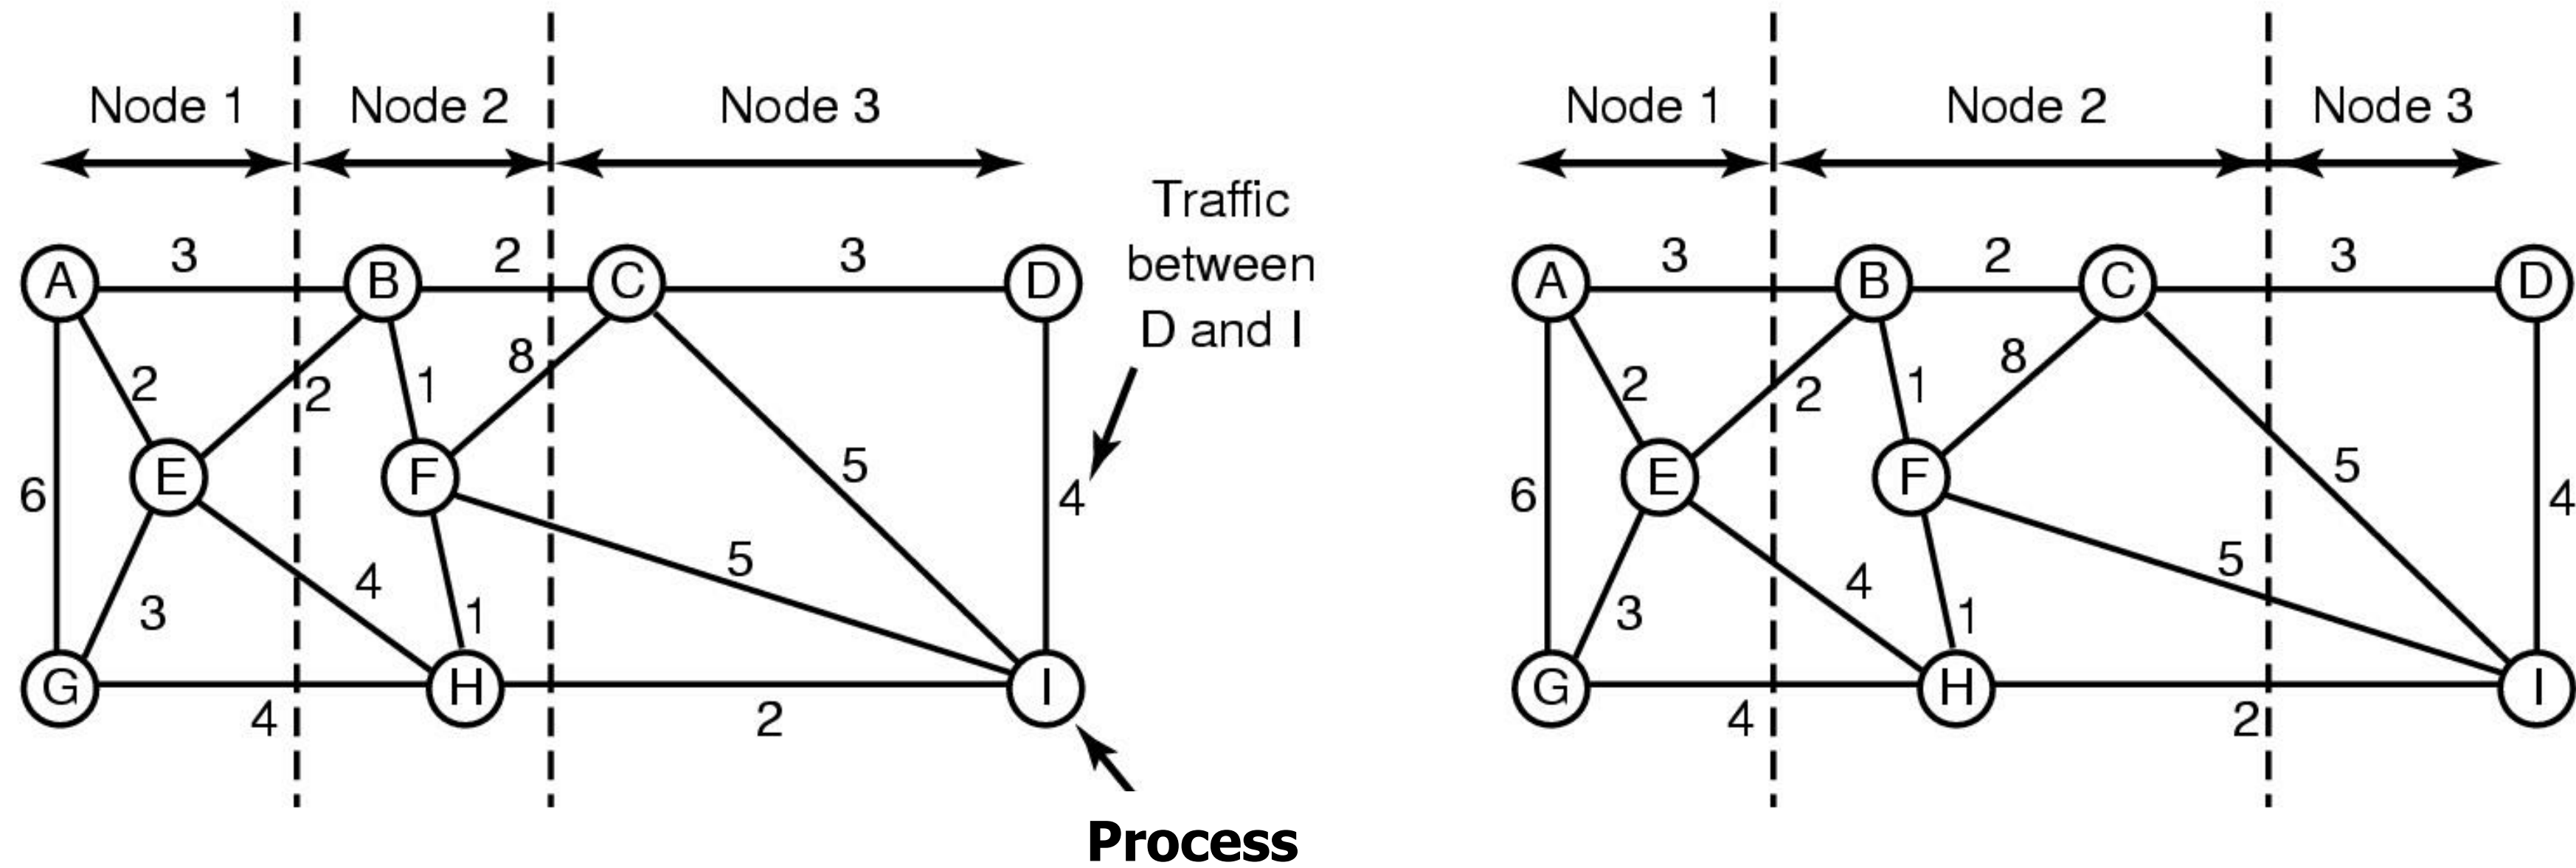 Node 1 Node 2 Node 3
Traffic
between
D and I
A 3 B 2 C 3 D
2 2 1 8
E F 5 4
6
3 4 1 5
G 4 H 2 I
Process
Node 1 Node 2 Node 3
A 3 B 2 C 3 D
2 2 1 8
E F 5 4
6
3 4 1 5
G 4 H 2 I